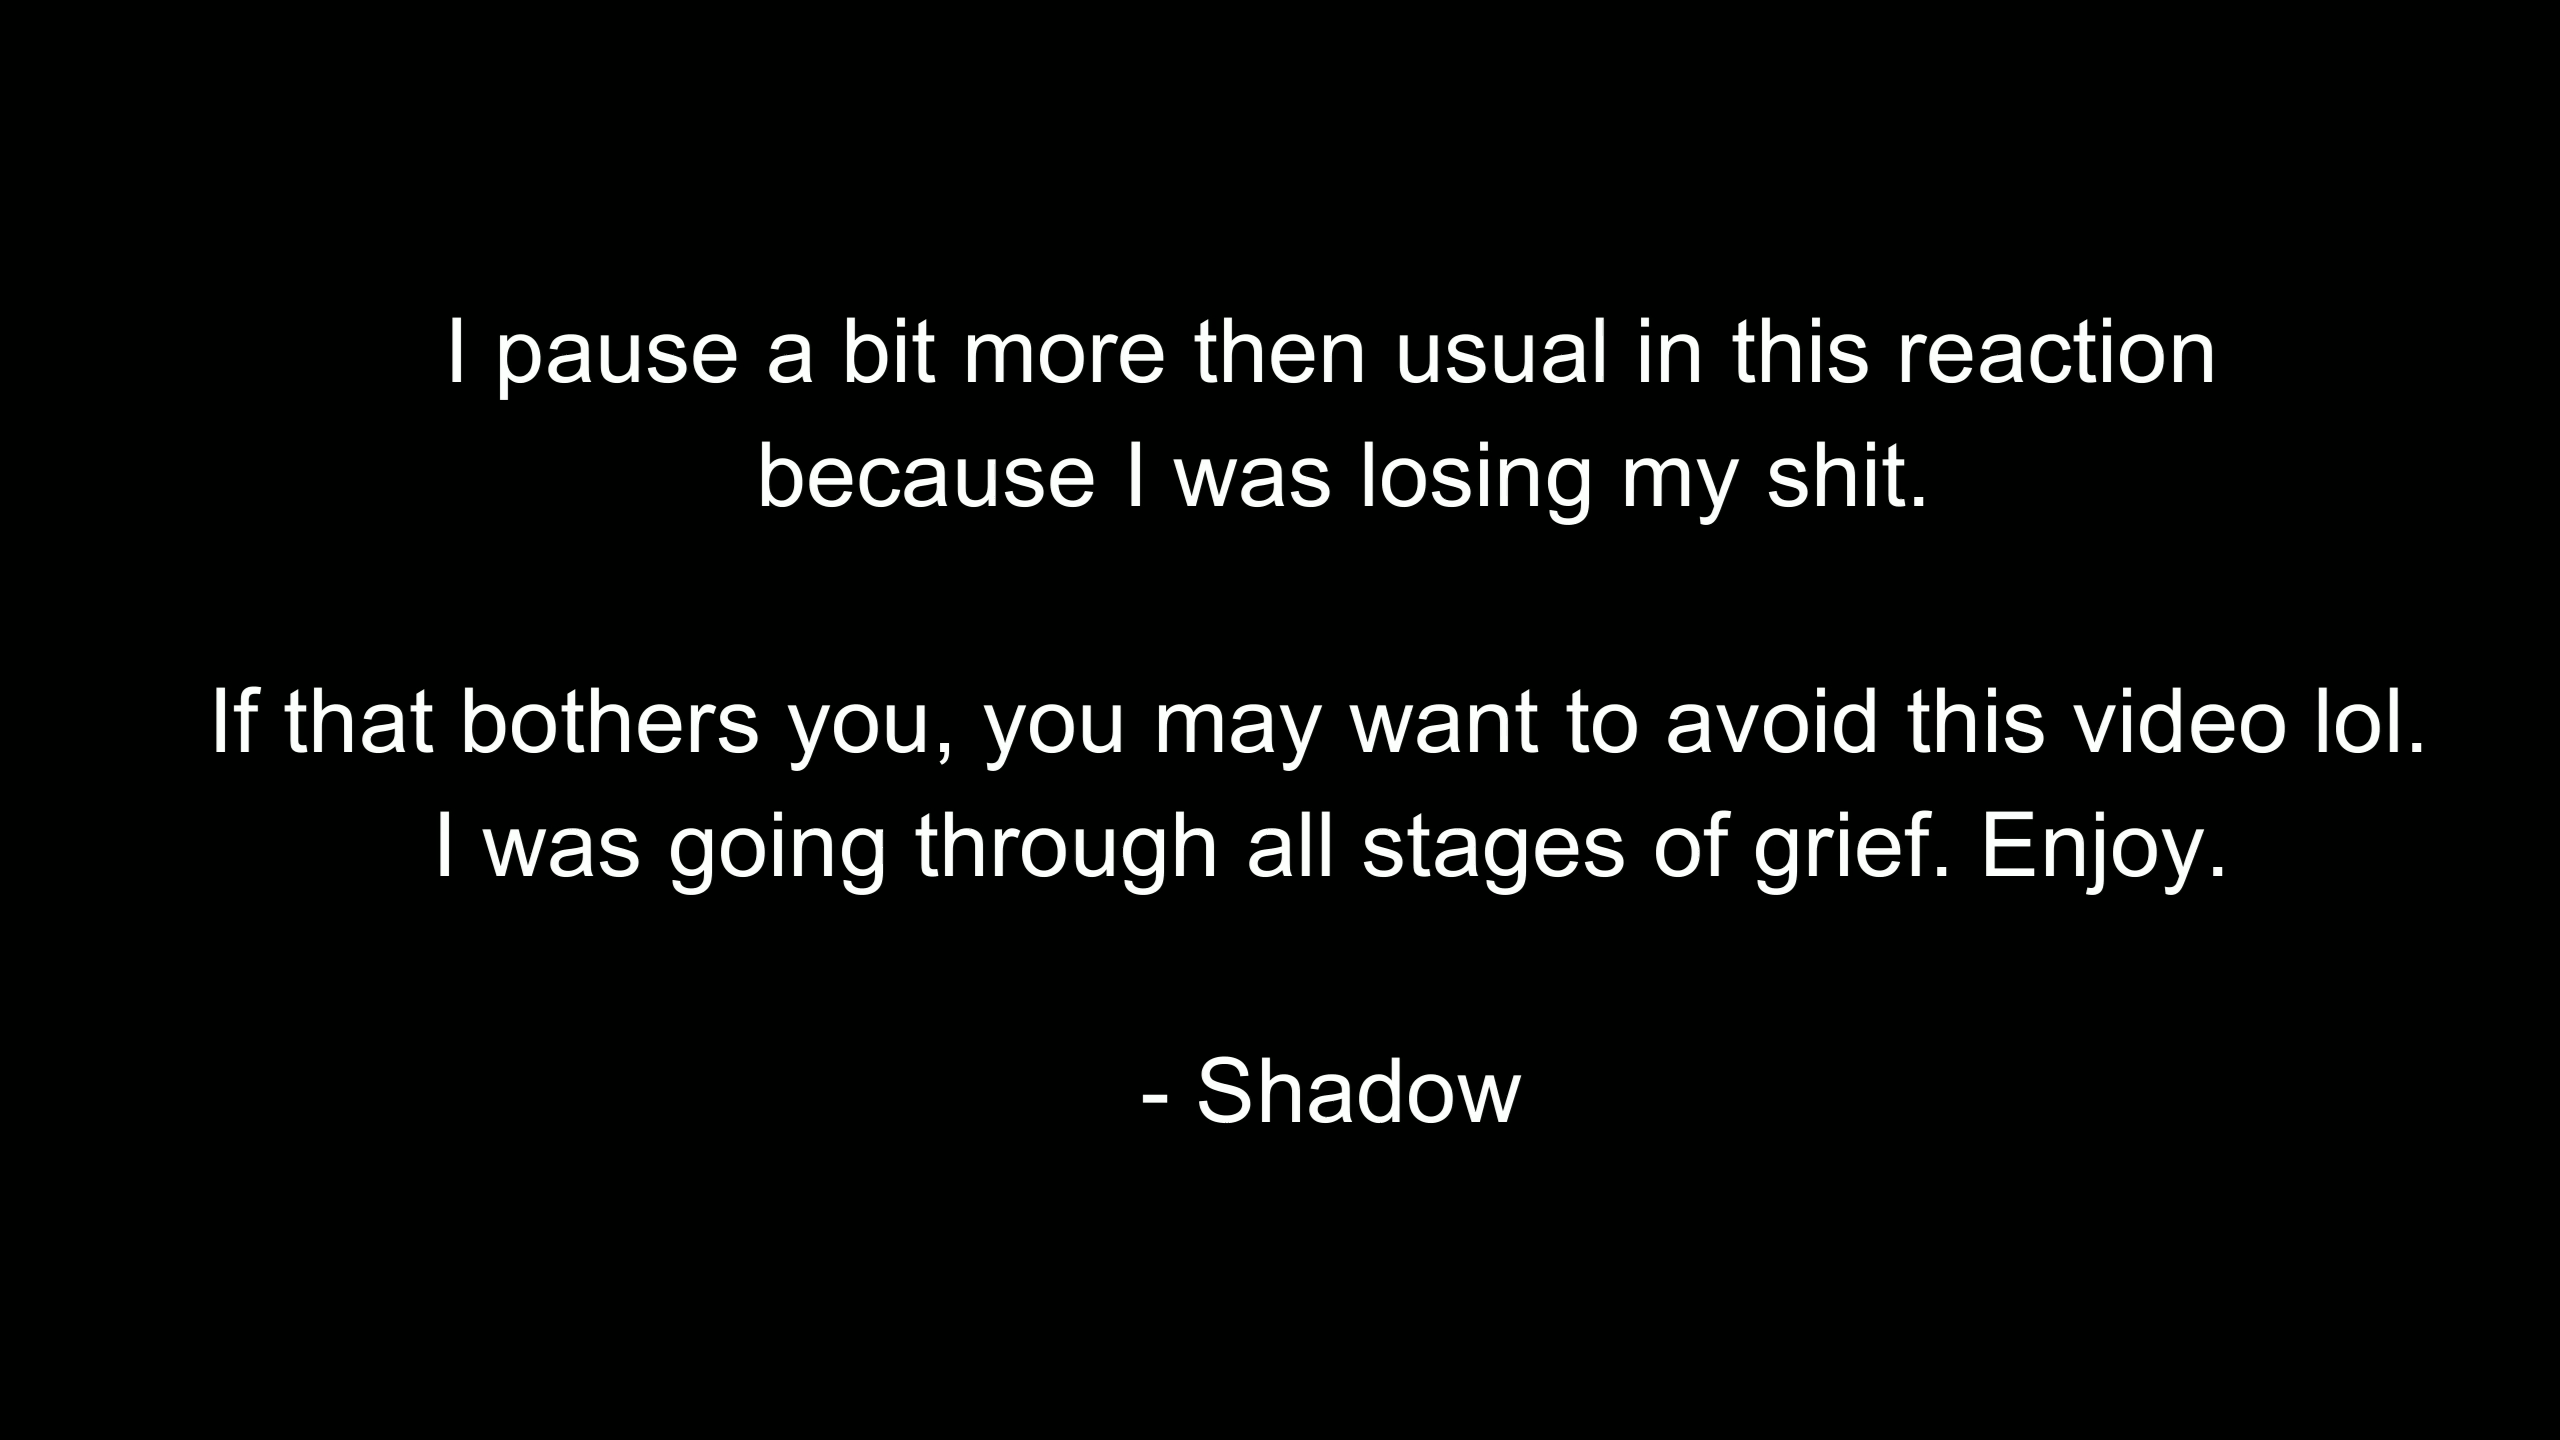 I pause a bit more then usual in this reaction
because I was losing my shit.
If that bothers you, you may want to avoid this video lol.
I was going through all stages of grief. Enjoy.
- Shadow